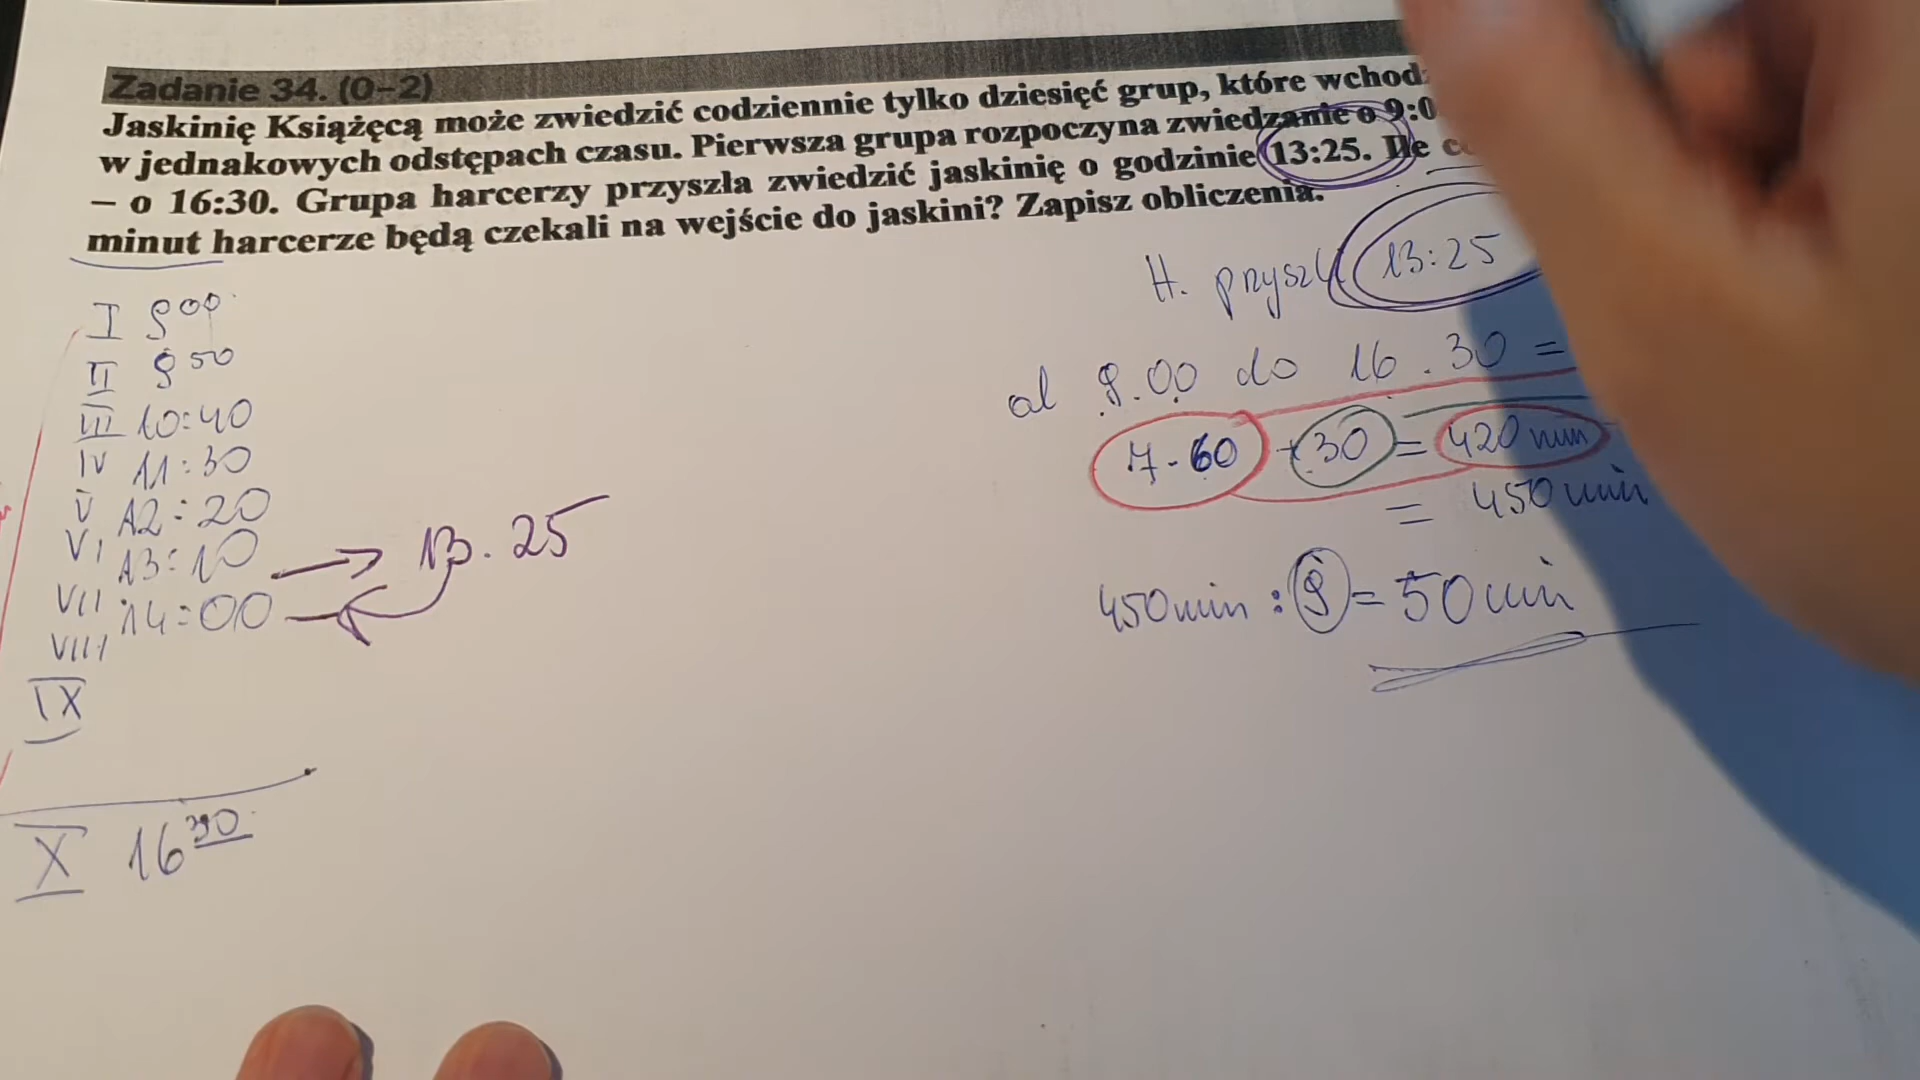 Zadanie 34. (0–2)
Jaskinię Książęcą może zwiedzić codziennie tylko dziesięć grup, które wchod
w jednakowych odstępach czasu. Pierwsza grupa rozpoczyna zwiedzanie o 9:0
– o 16:30. Grupa harcerzy przyszła zwiedzić jaskinię o godzinie 13:25. Ile
minut harcerze będą czekali na wejście do jaskini? Zapisz obliczenia.
H. przyszli 13:25
I 9 00
II 9 50
III 10:40
IV 11:30
V 12:20
VI 13:10
VII 14:00
VIII
IX
X 16 30
13.25
od 9.00 do 16.30 =
7.60 + 30 = 420 min
= 450 min
450 min : 9 = 50 min